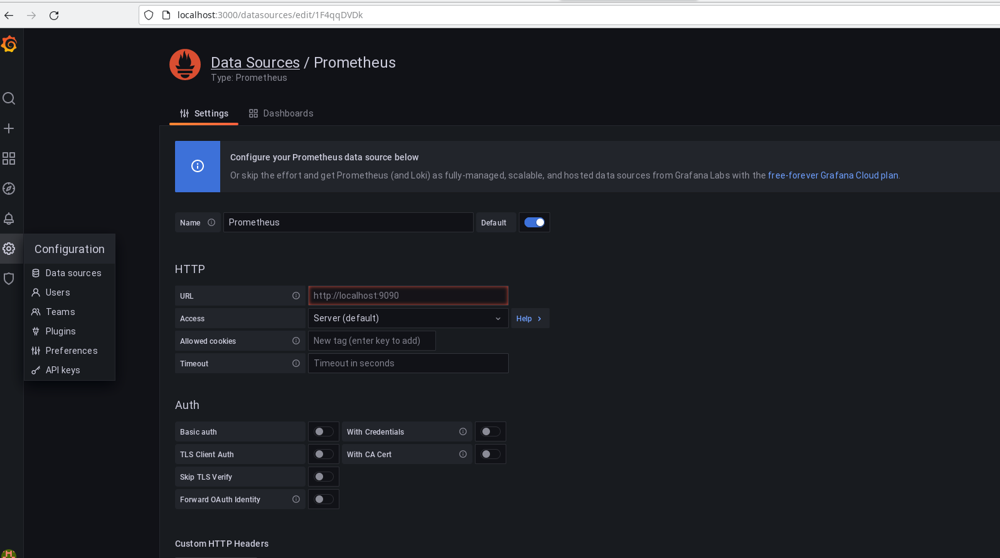 localhost:3000/datasources/edit/1F4qqDVDk
Data Sources / Prometheus
Type: Prometheus
Settings
Dashboards
Configure your Prometheus data source below
Or skip the effort and get Prometheus (and Loki) as fully-managed, scalable, and hosted data sources from Grafana Labs with the free-forever Grafana Cloud plan.
Name
Prometheus
Default
Configuration
Data sources
Users
Teams
Plugins
Preferences
API keys
HTTP
URL
http://localhost:9090
Access
Server (default)
Help
Allowed cookies
New tag (enter key to add)
Timeout
Timeout in seconds
Auth
Basic auth
With Credentials
TLS Client Auth
With CA Cert
Skip TLS Verify
Forward OAuth Identity
Custom HTTP Headers